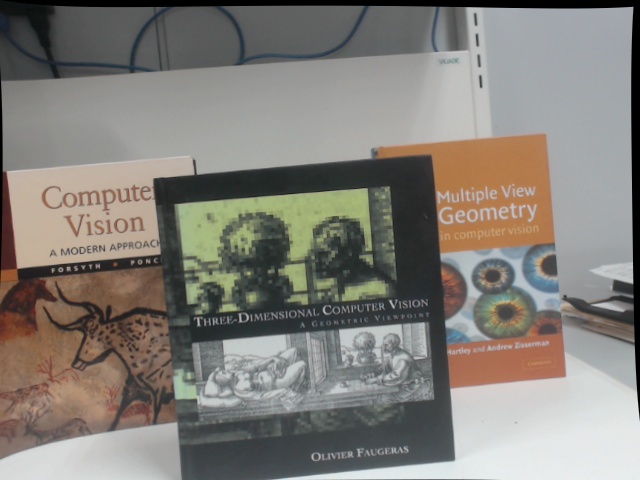 Computer
Vision
A MODERN APPROACH
FORSYTH • PONC
THREE-DIMENSIONAL COMPUTER VISION
A GEOMETRIC VIEWPOINT
OLIVIER FAUGERAS
Multiple View
Geometry
in computer vision
Hartley and Andrew Zisserman